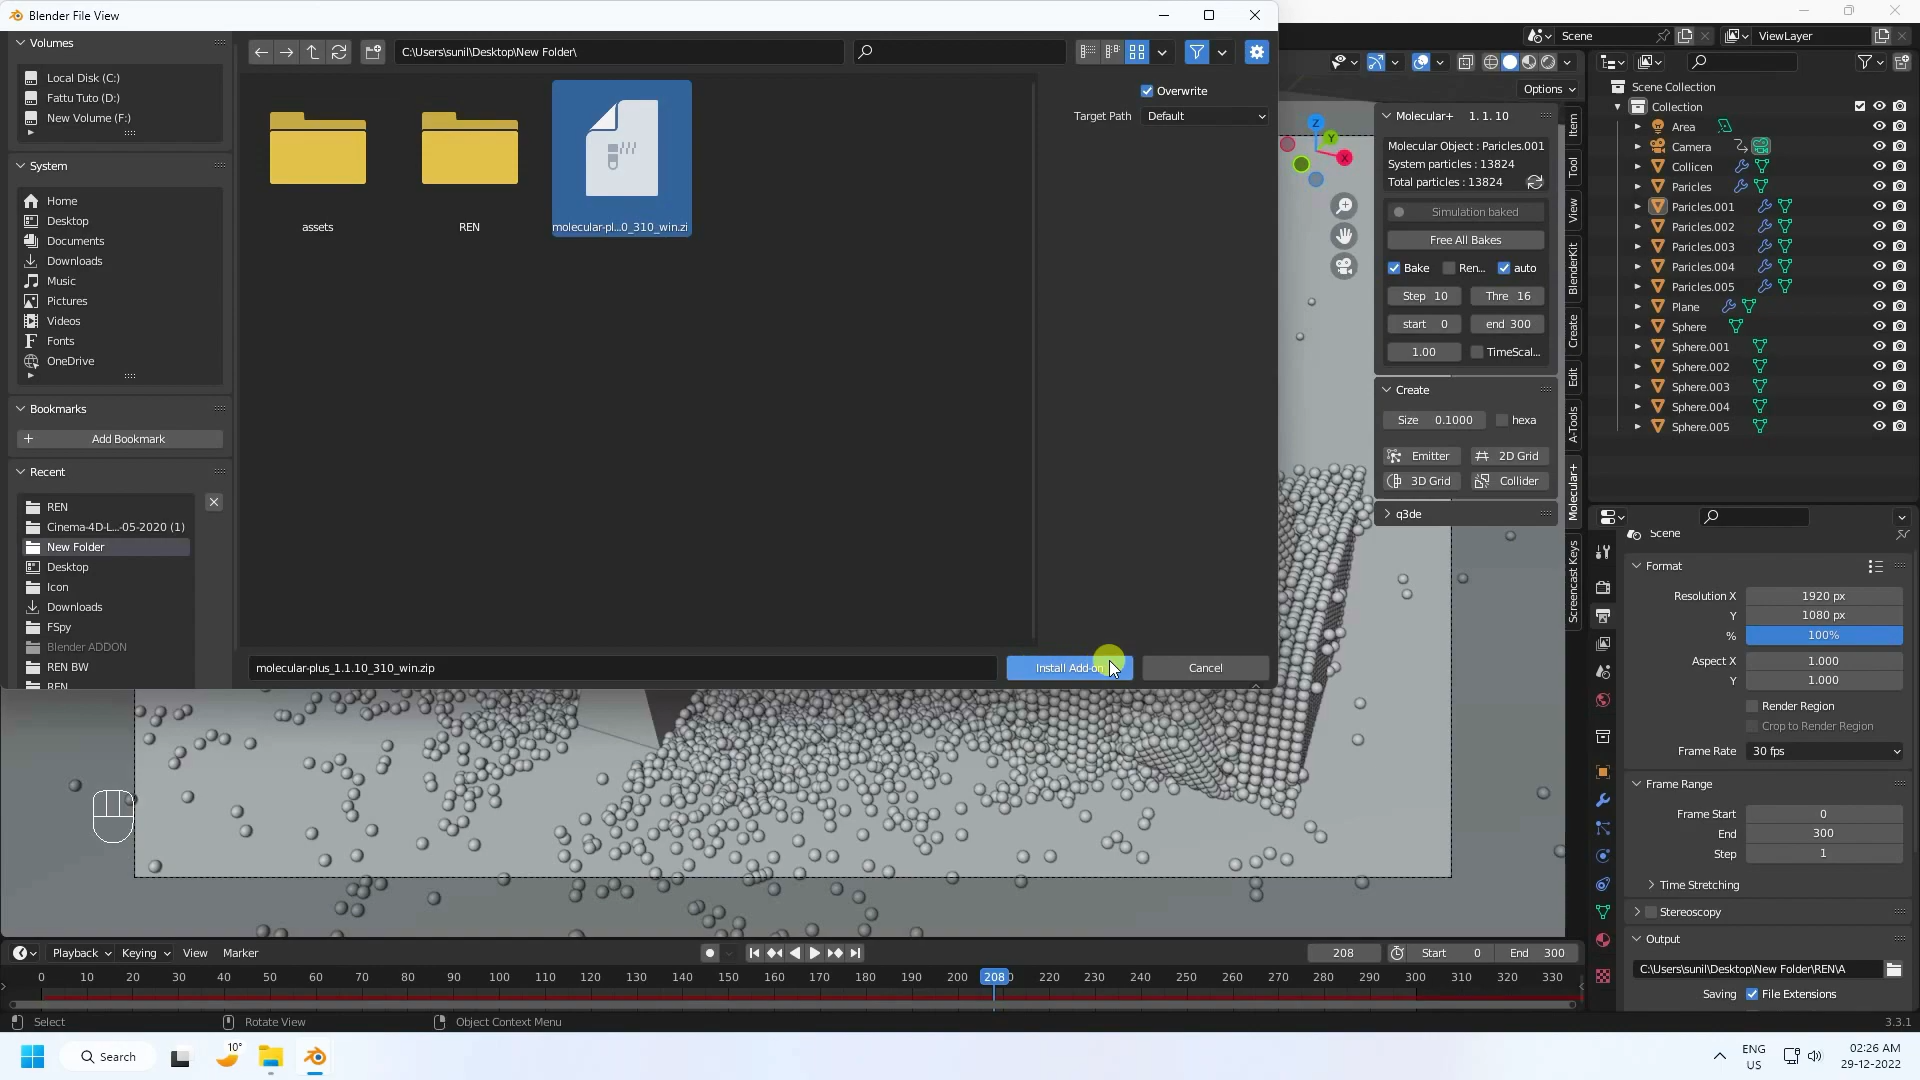 Blender File View
Volumes
Local Disk (C:)
Fattu Tuto (D:)
New Volume (F:)
System
Home
Desktop
Documents
Downloads
Music
Pictures
Videos
Fonts
OneDrive
Bookmarks
Add Bookmark
Recent
REN
Cinema-4D-L...-05-2020 (1)
New Folder
Desktop
Icon
Downloads
FSpy
Blender ADDON
REN BW
REN
C:\Users\sunil\Desktop\New Folder\
assets
REN
molecular-pl...0_310_win.zi
Overwrite
Target Path Default
molecular-plus_1.1.10_310_win.zip
Install Add-on
Cancel
Scene
ViewLayer
Options
Molecular+ 1. 1. 10
Molecular Object : Paricles.001
System particles : 13824
Total particles : 13824
Simulation baked
Free All Bakes
Bake Ren... auto
Step 10 Thre 16
start 0 end 300
1.00 TimeScal...
Create
Size 0.1000 hexa
Emitter 2D Grid
3D Grid Collider
q3de
Item
Tool
View
BlenderKit
Create
Edit
A-Tools
Molecular+
Screencast Keys
Z
Y
X
Scene Collection
Collection
Area
Camera
Collicen
Paricles
Paricles.001
Paricles.002
Paricles.003
Paricles.004
Paricles.005
Plane
Sphere
Sphere.001
Sphere.002
Sphere.003
Sphere.004
Sphere.005
Scene
Format
Resolution X 1920 px
Y 1080 px
% 100%
Aspect X 1.000
Y 1.000
Render Region
Crop to Render Region
Frame Rate 30 fps
Frame Range
Frame Start 0
End 300
Step 1
Time Stretching
Stereoscopy
Output
C:\Users\sunil\Desktop\New Folder\REN\A
Saving File Extensions
Playback Keying View Marker
208 Start 0 End 300
0 10 20 30 40 50 60 70 80 90 100 110 120 130 140 150 160 170 180 190 200 208 220 230 240 250 260 270 280 290 300 310 320 330
Select Rotate View Object Context Menu
3.3.1
Search
10°
ENG
US
02:26 AM
29-12-2022